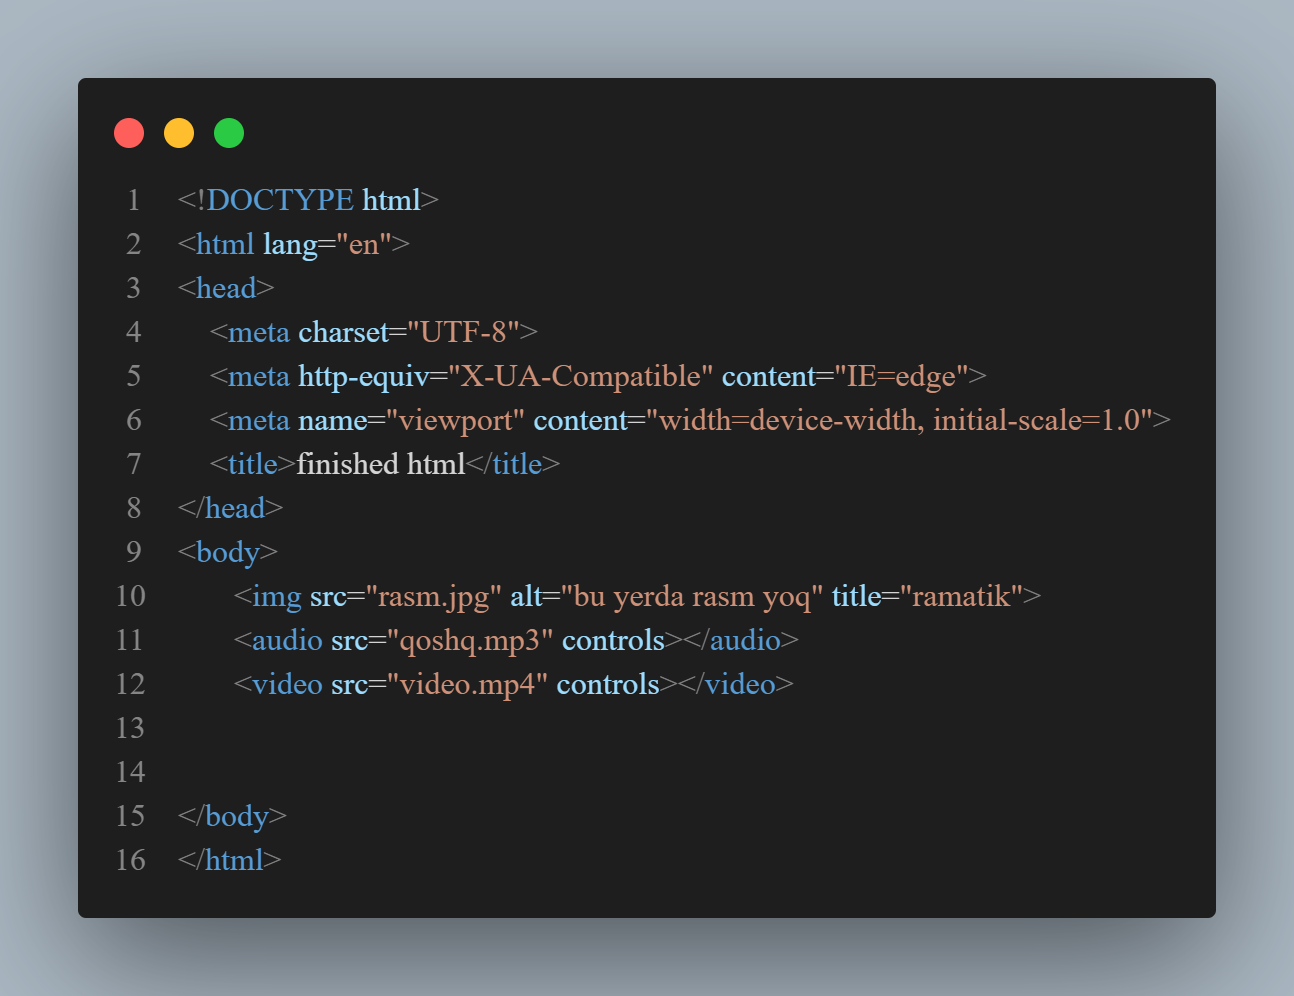 1 <!DOCTYPE html>
2 <html lang="en">
3 <head>
4 <meta charset="UTF-8">
5 <meta http-equiv="X-UA-Compatible" content="IE=edge">
6 <meta name="viewport" content="width=device-width, initial-scale=1.0">
7 <title>finished html</title>
8 </head>
9 <body>
10 <img src="rasm.jpg" alt="bu yerda rasm yoq" title="ramatik">
11 <audio src="qoshq.mp3" controls></audio>
12 <video src="video.mp4" controls></video>
13
14
15 </body>
16 </html>